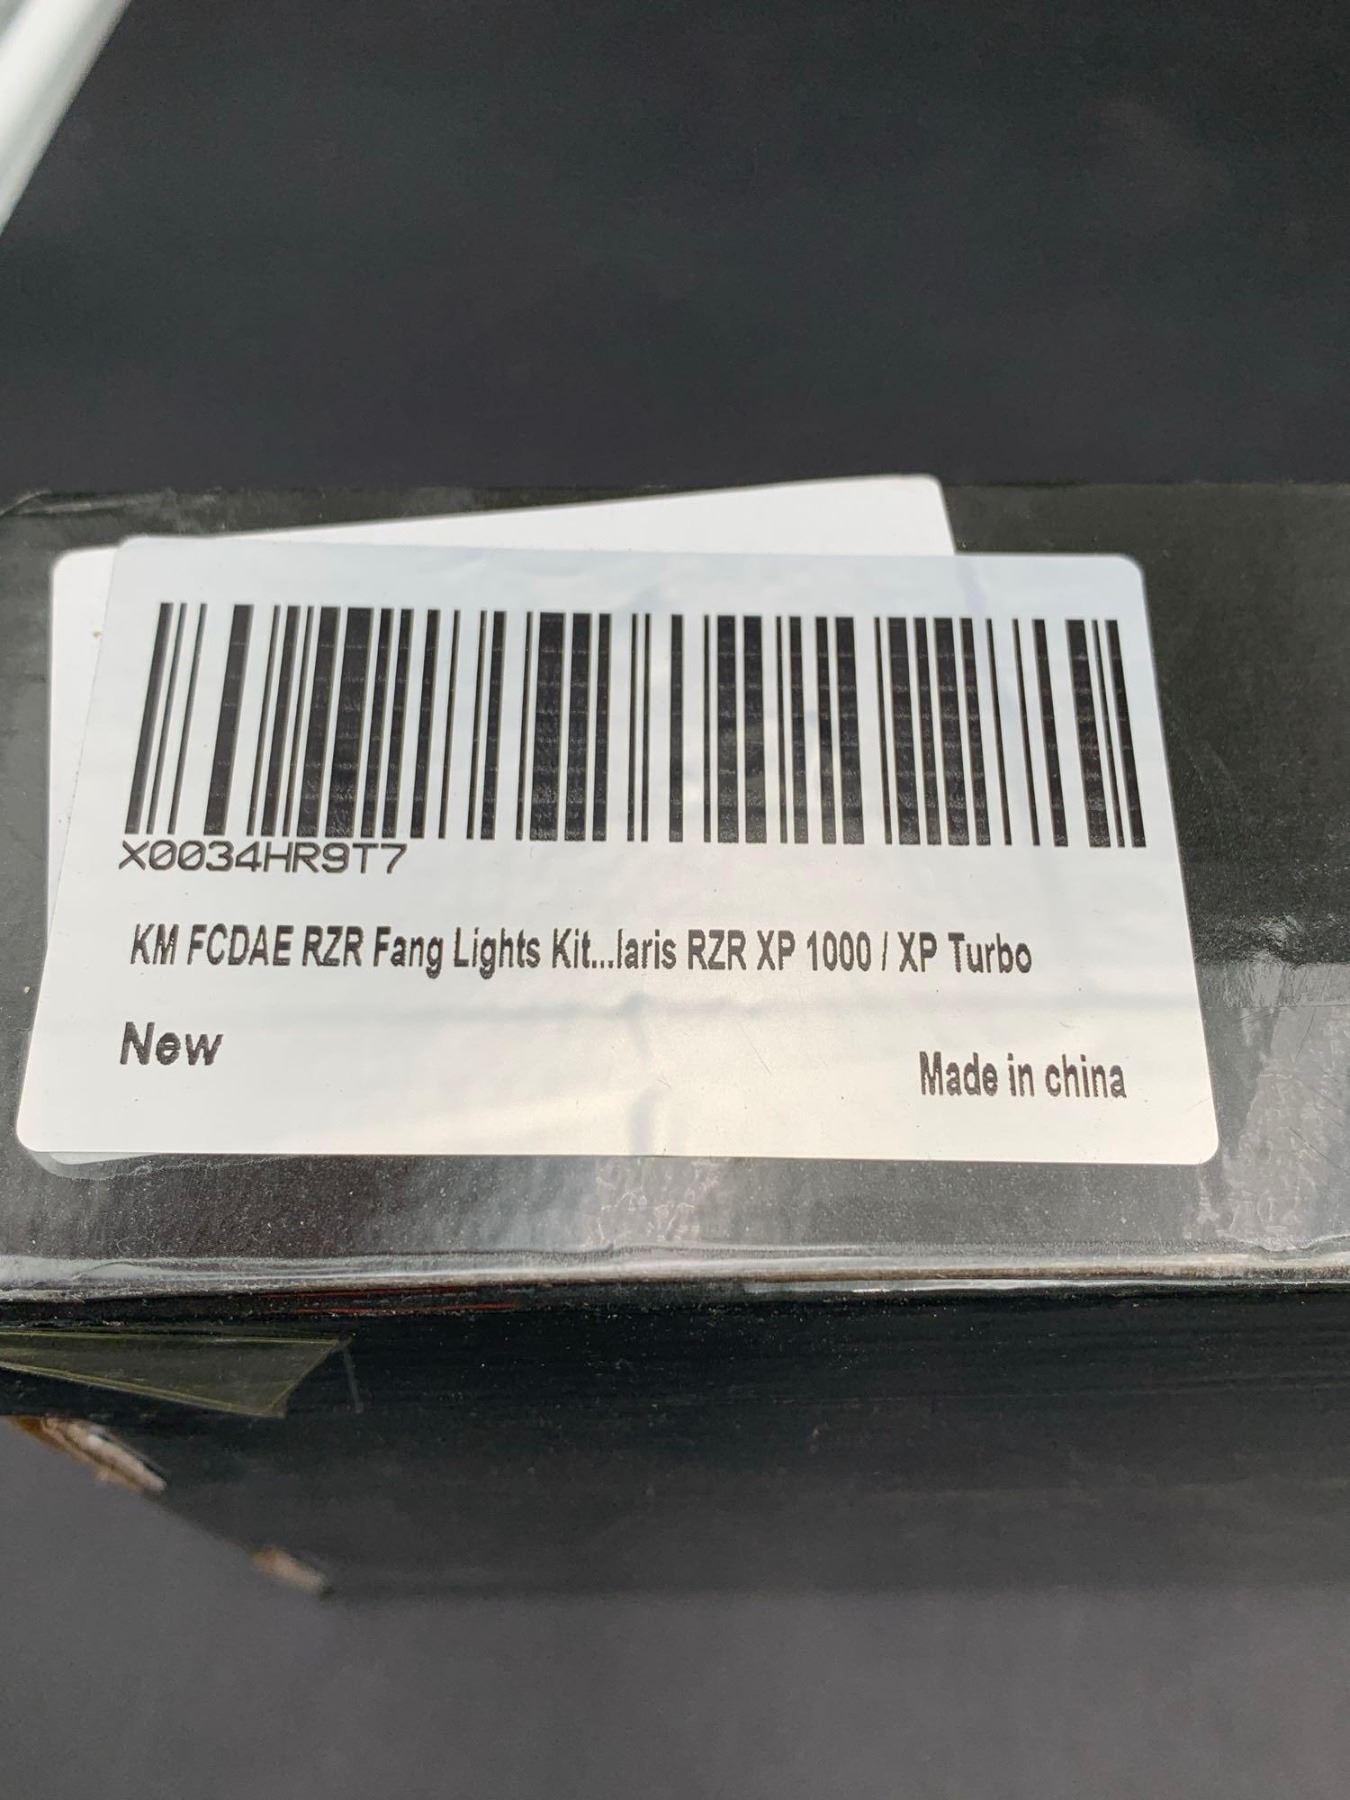 X0034HR9T7
KM FCDAE RZR Fang Lights Kit...laris RZR XP 1000 / XP Turbo
New
Made in china